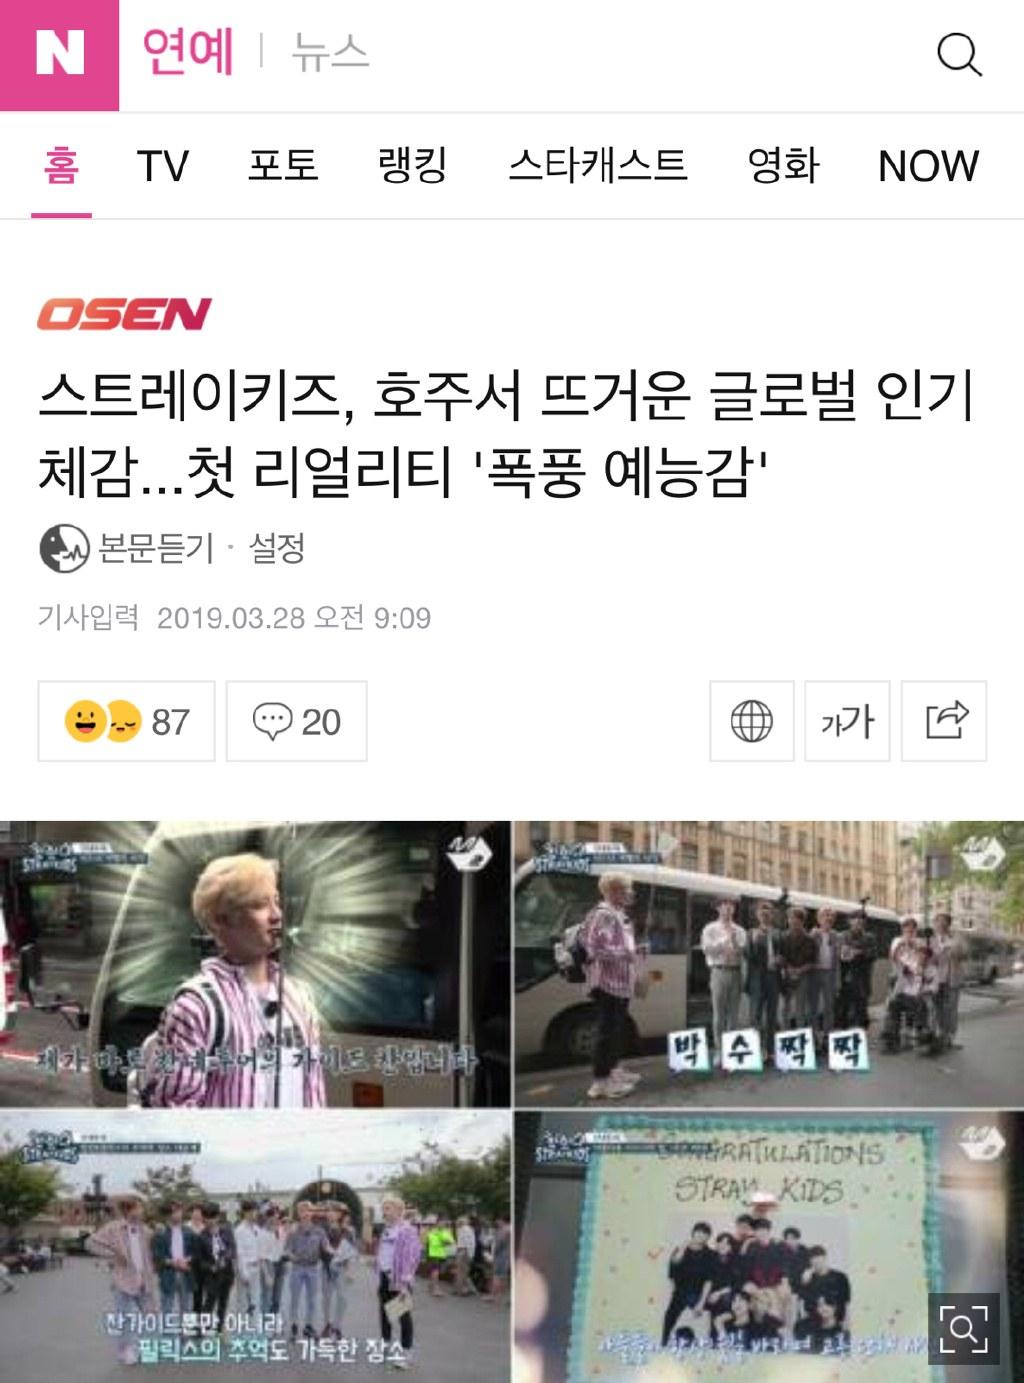 N 연예 뉴스
홈 TV 포토 랭킹 스타캐스트 영화 NOW
OSEN
스트레이키즈, 호주서 뜨거운 글로벌 인기
체감...첫 리얼리티 '폭풍 예능감'
본문듣기 · 설정
기사입력 2019.03.28 오전 9:09
87 20 가가
제가 바로 찬네투어의 가이드 찬입니다
박수짝짝
찬가이드뿐만 아니라
필릭스의 추억도 가득한 장소
CONGRATULATIONS
STRAY KIDS